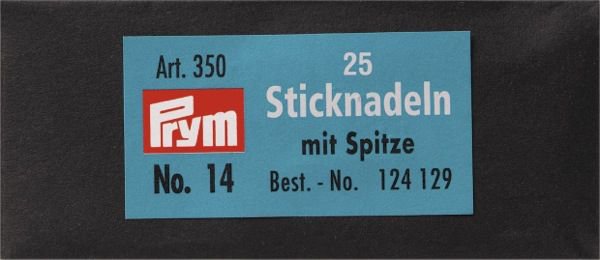 Art. 350
Prym
No. 14
25
Sticknadeln
mit Spitze
Best. - No. 124 129